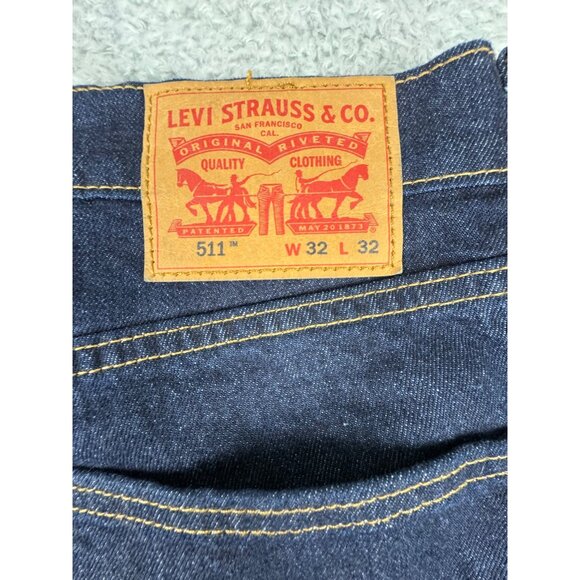 LEVI STRAUSS & CO.
SAN FRANCISCO
CAL.
ORIGINAL RIVETED
QUALITY CLOTHING
PATENTED MAY 20 1873 ®
511™ W 32 L 32